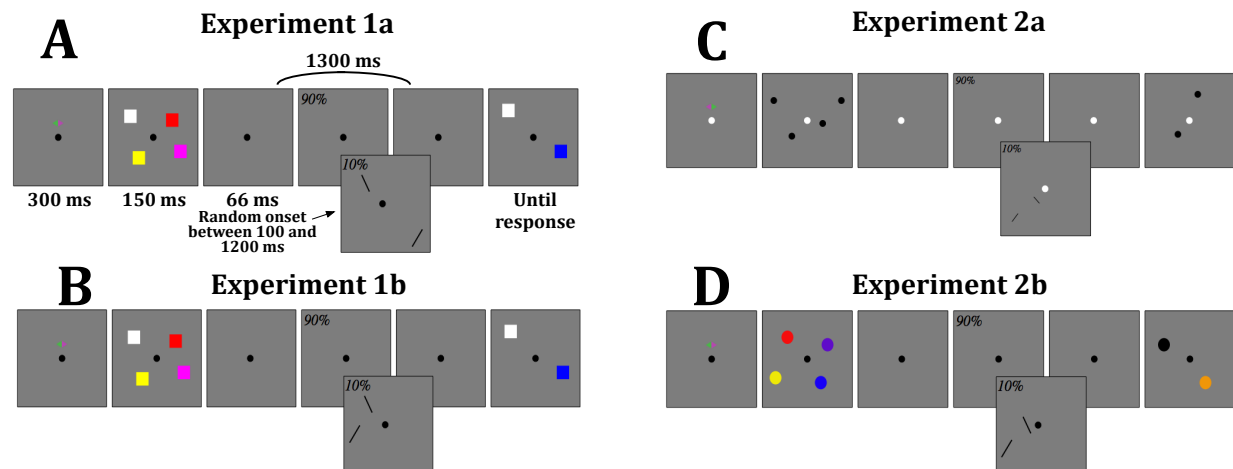 A
Experiment 1a
1300 ms
90%
10%
300 ms
150 ms
66 ms
Random onset
between 100 and
1200 ms
Until
response
B
Experiment 1b
90%
10%
C
Experiment 2a
90%
10%
D
Experiment 2b
90%
10%